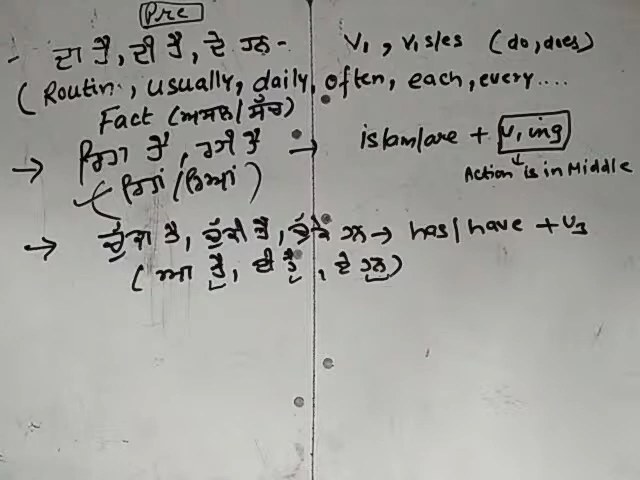 Pre
- ਦਾ ਹੈ, ਦੀ ਹੈ, ਦੇ ਹਨ- V₁, V₁ s/es (do, does)
(Routin, usually, daily, often, each, every....
Fact (ਅਸਲ/ਸੱਚ)
→ ਰਿਹਾ ਹੈ, ਰਹੀ ਹੈ → is/am/are + V₁ ing
(ਰਿਹਾਂ/ਰਿਆਂ) Action ↓ is in Middle
→ ਚੁੱਕਾ ਹੈ, ਚੁੱਕੀ ਹੈ, ਚੁੱਕੇ ਹਨ → has/have + V₃
(ਆ ਹੈ, ਈ ਹੈ, ਏ ਹਨ)